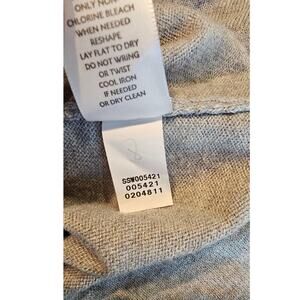 ONLY NON
CHLORINE BLEACH
WHEN NEEDED
RESHAPE
LAY FLAT TO DRY
DO NOT WRING
OR TWIST
COOL IRON
IF NEEDED
OR DRY CLEAN
SSW005421
005421
0204811